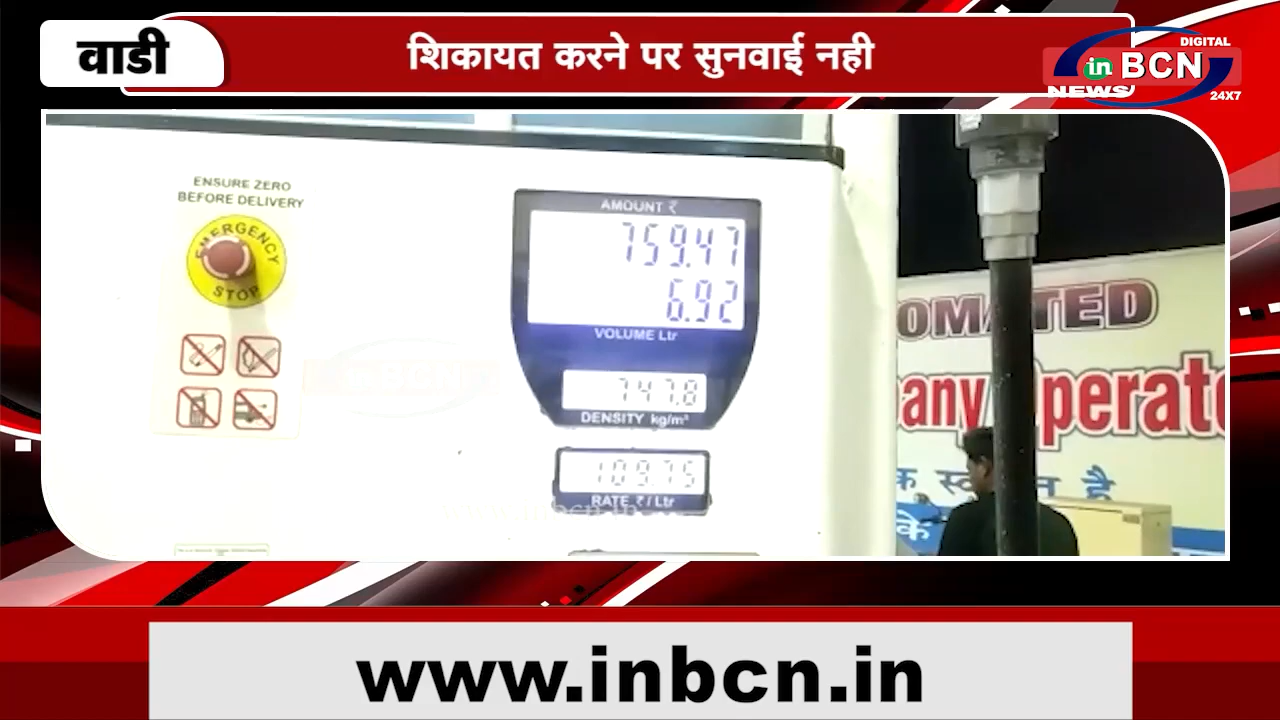 वाडी
शिकायत करने पर सुनवाई नही
DIGITAL
in BCN
NEWS
24X7
ENSURE ZERO
BEFORE DELIVERY
EMERGENCY
STOP
AMOUNT ₹
759.47
6.92
VOLUME Ltr
747.8
DENSITY kg/m³
109.75
RATE ₹ / Ltr
OMATED
any perate
है
के
www.inbcn.in